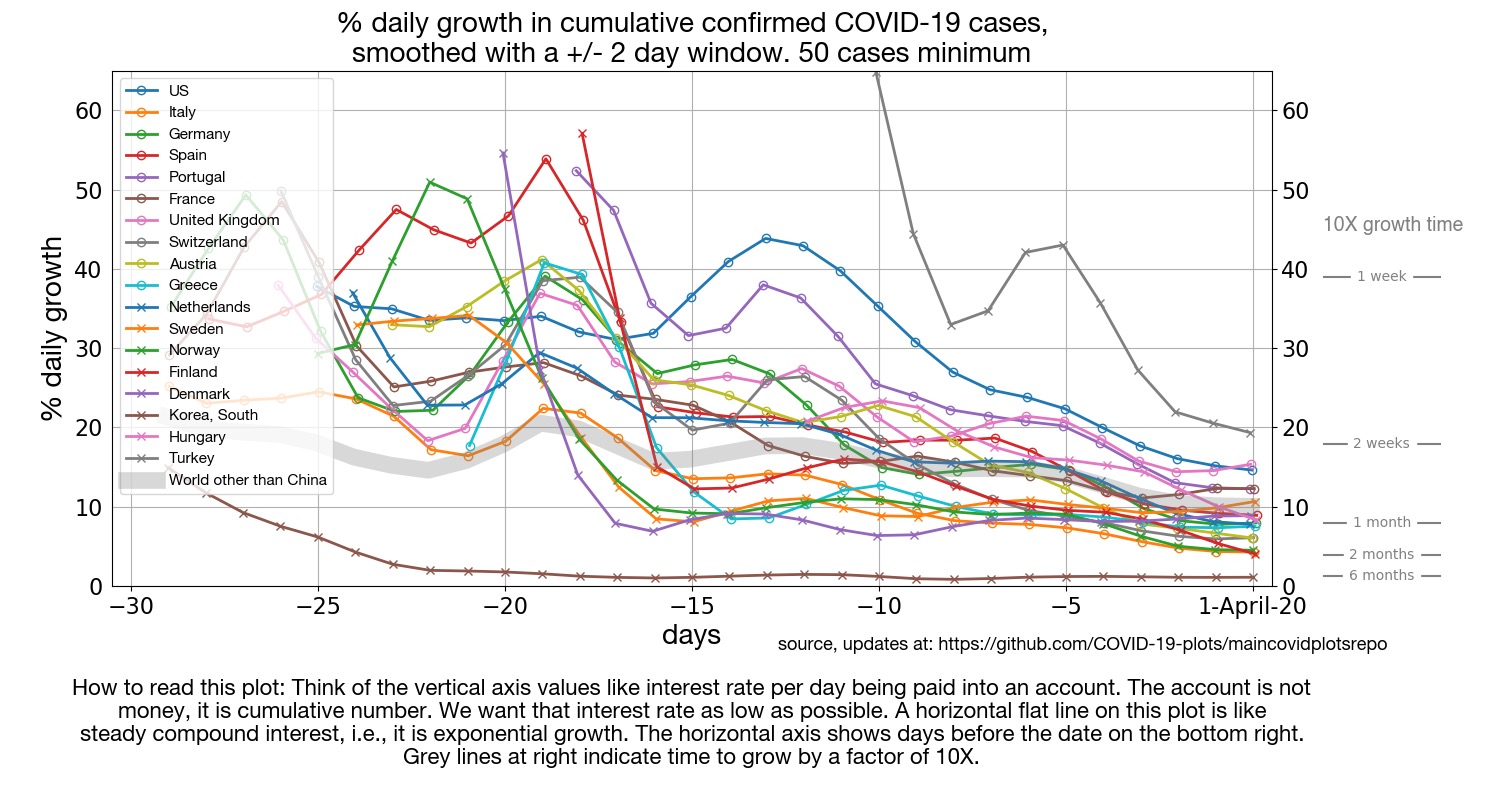 % daily growth in cumulative confirmed COVID-19 cases,
smoothed with a +/- 2 day window. 50 cases minimum
% daily growth
60
50
40
30
20
10
0
US
Italy
Germany
Spain
Portugal
France
United Kingdom
Switzerland
Austria
Greece
Netherlands
Sweden
Norway
Finland
Denmark
Korea, South
Hungary
Turkey
World other than China
60
50
40
30
20
10
0
10X growth time
1 week
2 weeks
1 month
2 months
6 months
−30 −25 −20 −15 −10 −5 1-April-20
days
source, updates at: https://github.com/COVID-19-plots/maincovidplotsrepo
How to read this plot: Think of the vertical axis values like interest rate per day being paid into an account. The account is not
money, it is cumulative number. We want that interest rate as low as possible. A horizontal flat line on this plot is like
steady compound interest, i.e., it is exponential growth. The horizontal axis shows days before the date on the bottom right.
Grey lines at right indicate time to grow by a factor of 10X.